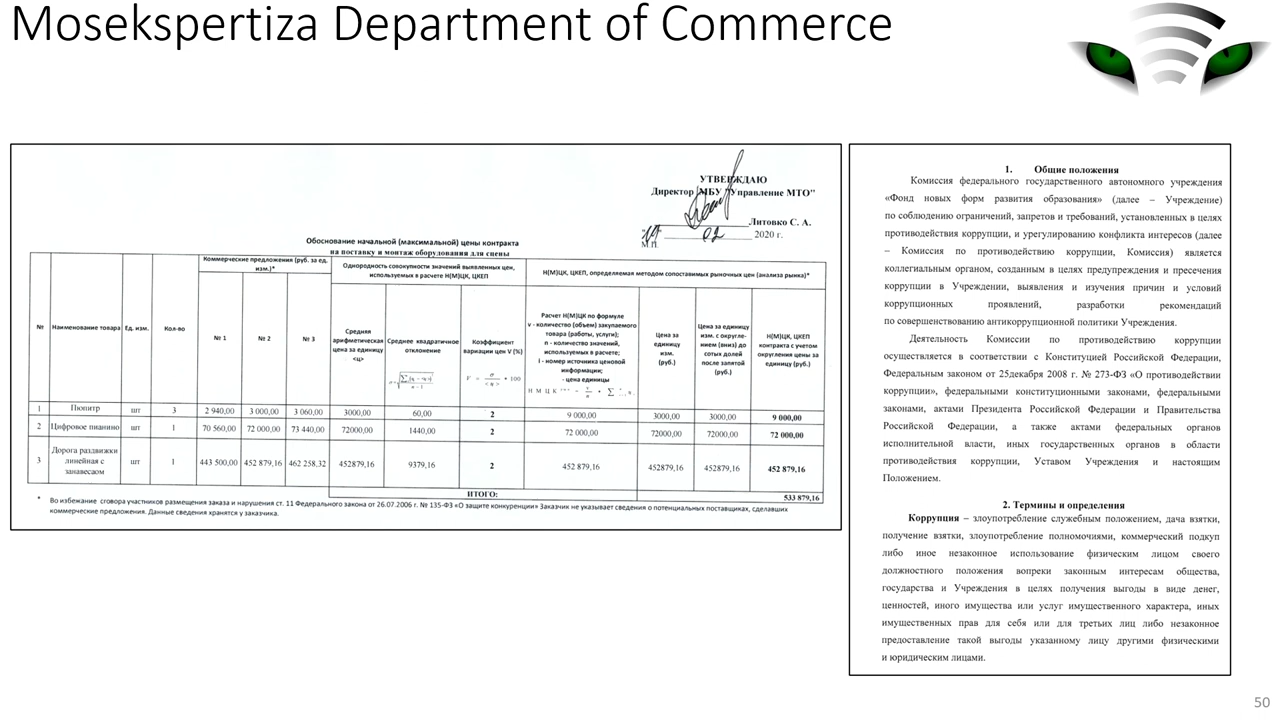 Mosekspertiza Department of Commerce
УТВЕРЖДАЮ
Директор МБУ "Управление МТО"
Литовко С. А.
02 2020 г.
М.П.
Обоснование начальной (максимальной) цены контракта
на поставку и монтаж оборудования для сцены
№ Наименование товара Ед. изм. Кол-во
Коммерческие предложения (руб. за ед. изм.)*
№ 1 № 2 № 3
Однородность совокупности значений выявленных цен, используемых в расчете Н(М)ЦК, ЦКЕП
Средняя арифметическая цена за единицу <ц>
Среднее квадратичное отклонение
Коэффициент вариации цен V (%)
Н(М)ЦК, ЦКЕП, определяемая методом сопоставимых рыночных цен (анализа рынка)*
Расчет Н(М)ЦК по формуле
v - количество (объем) закупаемого товара (работы, услуги);
n - количество значений, используемых в расчете;
i - номер источника ценовой информации;
- цена единицы
Цена за единицу изм. (руб.)
Цена за единицу изм. с округлением (вниз) до сотых долей после запятой (руб.)
Н(М)ЦК, ЦКЕП контракта с учетом округления цены за единицу (руб.)
1 Пюпитр шт 3 2 940,00 3 000,00 3 060,00 3000,00 60,00 2 9 000,00 3000,00 3000,00 9 000,00
2 Цифровое пианино шт 1 70 560,00 72 000,00 73 440,00 72000,00 1440,00 2 72 000,00 72000,00 72000,00 72 000,00
3 Дорога раздвижки линейная с занавесаом шт 1 443 500,00 452 879,16 462 258,32 452879,16 9379,16 2 452 879,16 452879,16 452879,16 452 879,16
ИТОГО: 533 879,16
* Во избежание сговора участников размещения заказа и нарушения ст. 11 Федерального закона от 26.07.2006 г. № 135-ФЗ «О защите конкуренции» Заказчик не указывает сведения о потенциальных поставщиках, сделавших
коммерческие предложения. Данные сведения хранятся у заказчика.
1. Общие положения
Комиссия федерального государственного автономного учреждения
«Фонд новых форм развития образования» (далее – Учреждение)
по соблюдению ограничений, запретов и требований, установленных в целях
противодействия коррупции, и урегулированию конфликта интересов (далее
– Комиссия по противодействию коррупции, Комиссия) является
коллегиальным органом, созданным в целях предупреждения и пресечения
коррупции в Учреждении, выявления и изучения причин и условий
коррупционных проявлений, разработки рекомендаций
по совершенствованию антикоррупционной политики Учреждения.
Деятельность Комиссии по противодействию коррупции
осуществляется в соответствии с Конституцией Российской Федерации,
Федеральным законом от 25декабря 2008 г. № 273-ФЗ «О противодействии
коррупции», федеральными конституционными законами, федеральными
законами, актами Президента Российской Федерации и Правительства
Российской Федерации, а также актами федеральных органов
исполнительной власти, иных государственных органов в области
противодействия коррупции, Уставом Учреждения и настоящим
Положением.
2. Термины и определения
Коррупция – злоупотребление служебным положением, дача взятки,
получение взятки, злоупотребление полномочиями, коммерческий подкуп
либо иное незаконное использование физическим лицом своего
должностного положения вопреки законным интересам общества,
государства и Учреждения в целях получения выгоды в виде денег,
ценностей, иного имущества или услуг имущественного характера, иных
имущественных прав для себя или для третьих лиц либо незаконное
предоставление такой выгоды указанному лицу другими физическими
и юридическим лицами.
50